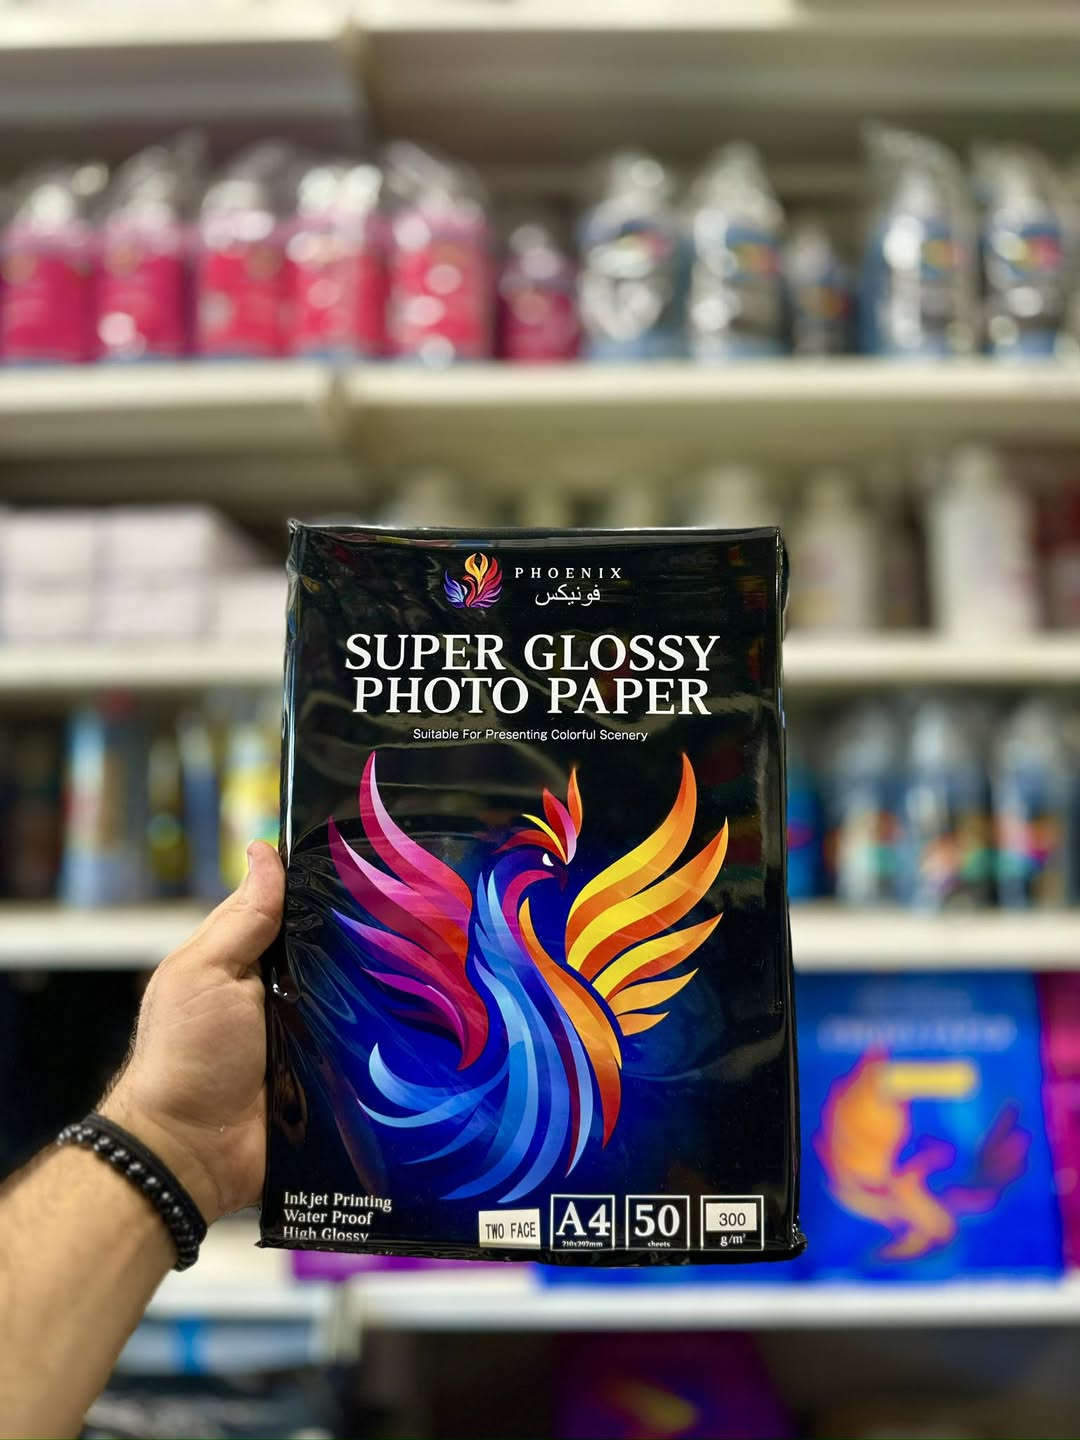 PHOENIX
فونيكس
SUPER GLOSSY
PHOTO PAPER
Suitable For Presenting Colorful Scenery
Inkjet Printing
Water Proof
High Glossy
TWO FACE
A4
210x297mm
50
sheets
300
g/m²